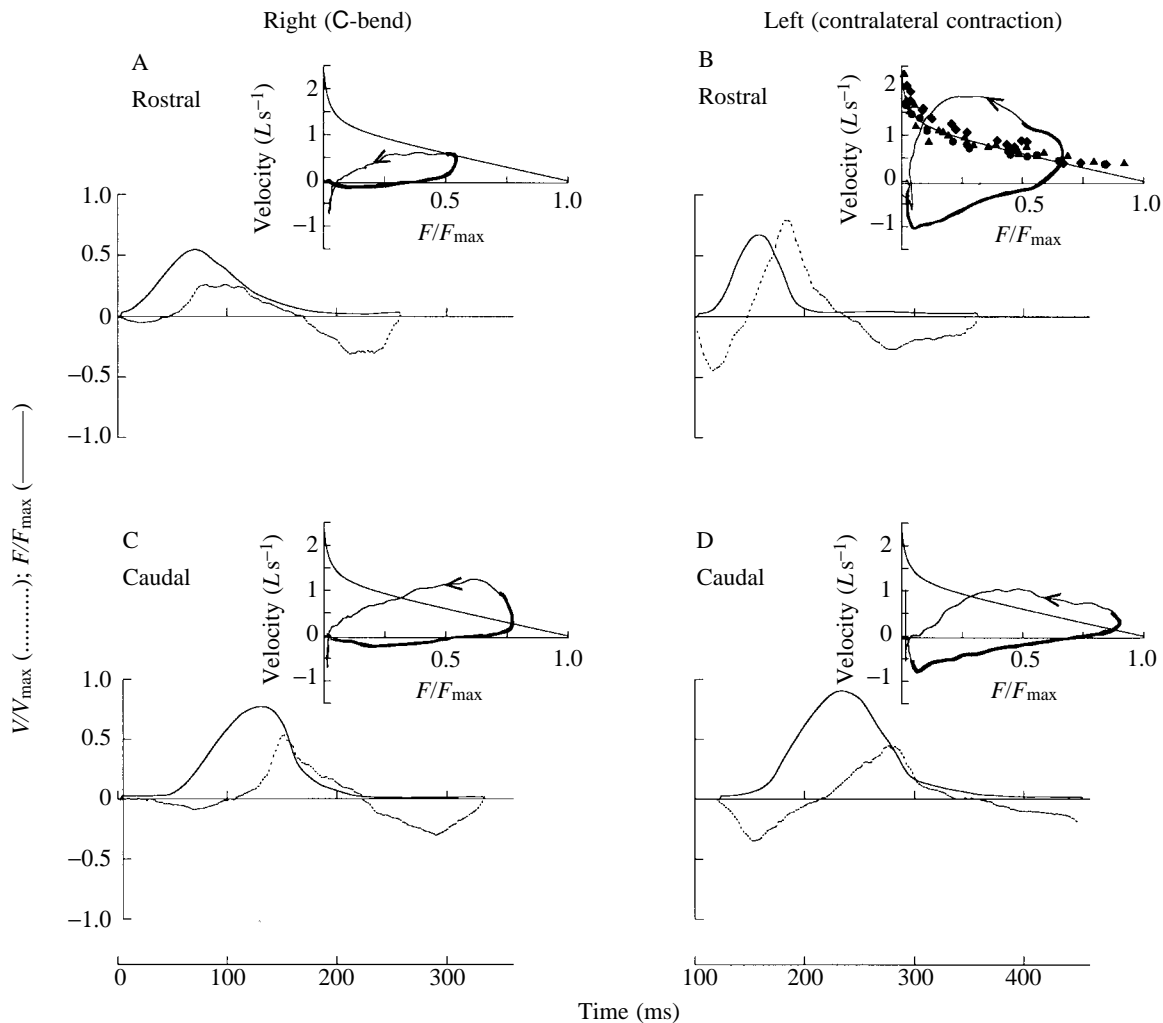 Right (C-bend)
Left (contralateral contraction)
A
Rostral
2
1
0
−1
Velocity (L s−1)
0.5
1.0
F/Fmax
1.0
0.5
0
−0.5
−1.0
B
Rostral
2
1
0
−1
Velocity (L s−1)
0.5
1.0
F/Fmax
V/Vmax (..........); F/Fmax (———)
C
Caudal
2
1
0
−1
Velocity (L s−1)
0.5
1.0
F/Fmax
1.0
0.5
0
−0.5
−1.0
0
100
200
300
D
Caudal
2
1
0
−1
Velocity (L s−1)
0.5
1.0
F/Fmax
100
200
300
400
Time (ms)